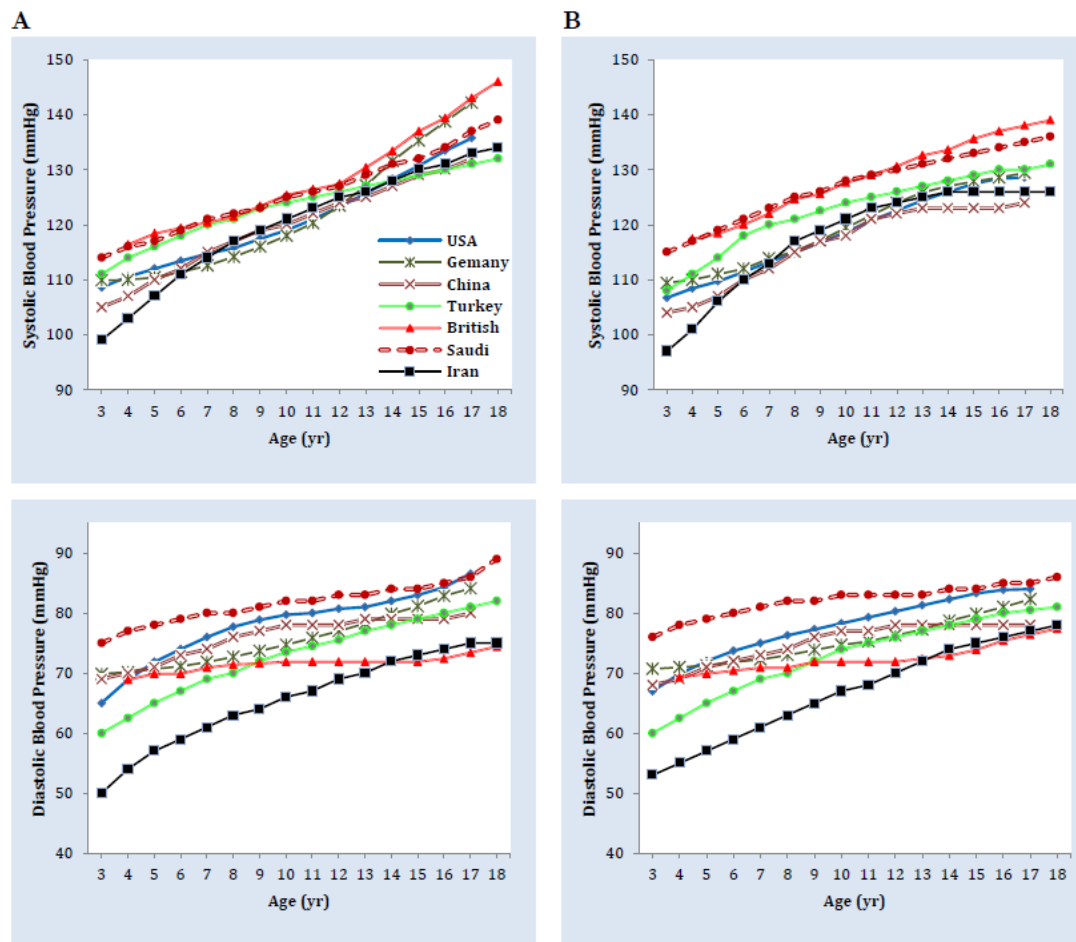 A
B
Systolic Blood Pressure (mmHg)
150
140
130
120
110
100
90
3 4 5 6 7 8 9 10 11 12 13 14 15 16 17 18
Age (yr)
USA
Gemany
China
Turkey
British
Saudi
Iran
Systolic Blood Pressure (mmHg)
150
140
130
120
110
100
90
3 4 5 6 7 8 9 10 11 12 13 14 15 16 17 18
Age (yr)
Diastolic Blood Pressure (mmHg)
90
80
70
60
50
40
3 4 5 6 7 8 9 10 11 12 13 14 15 16 17 18
Age (yr)
Diastolic Blood Pressure (mmHg)
90
80
70
60
50
40
3 4 5 6 7 8 9 10 11 12 13 14 15 16 17 18
Age (yr)